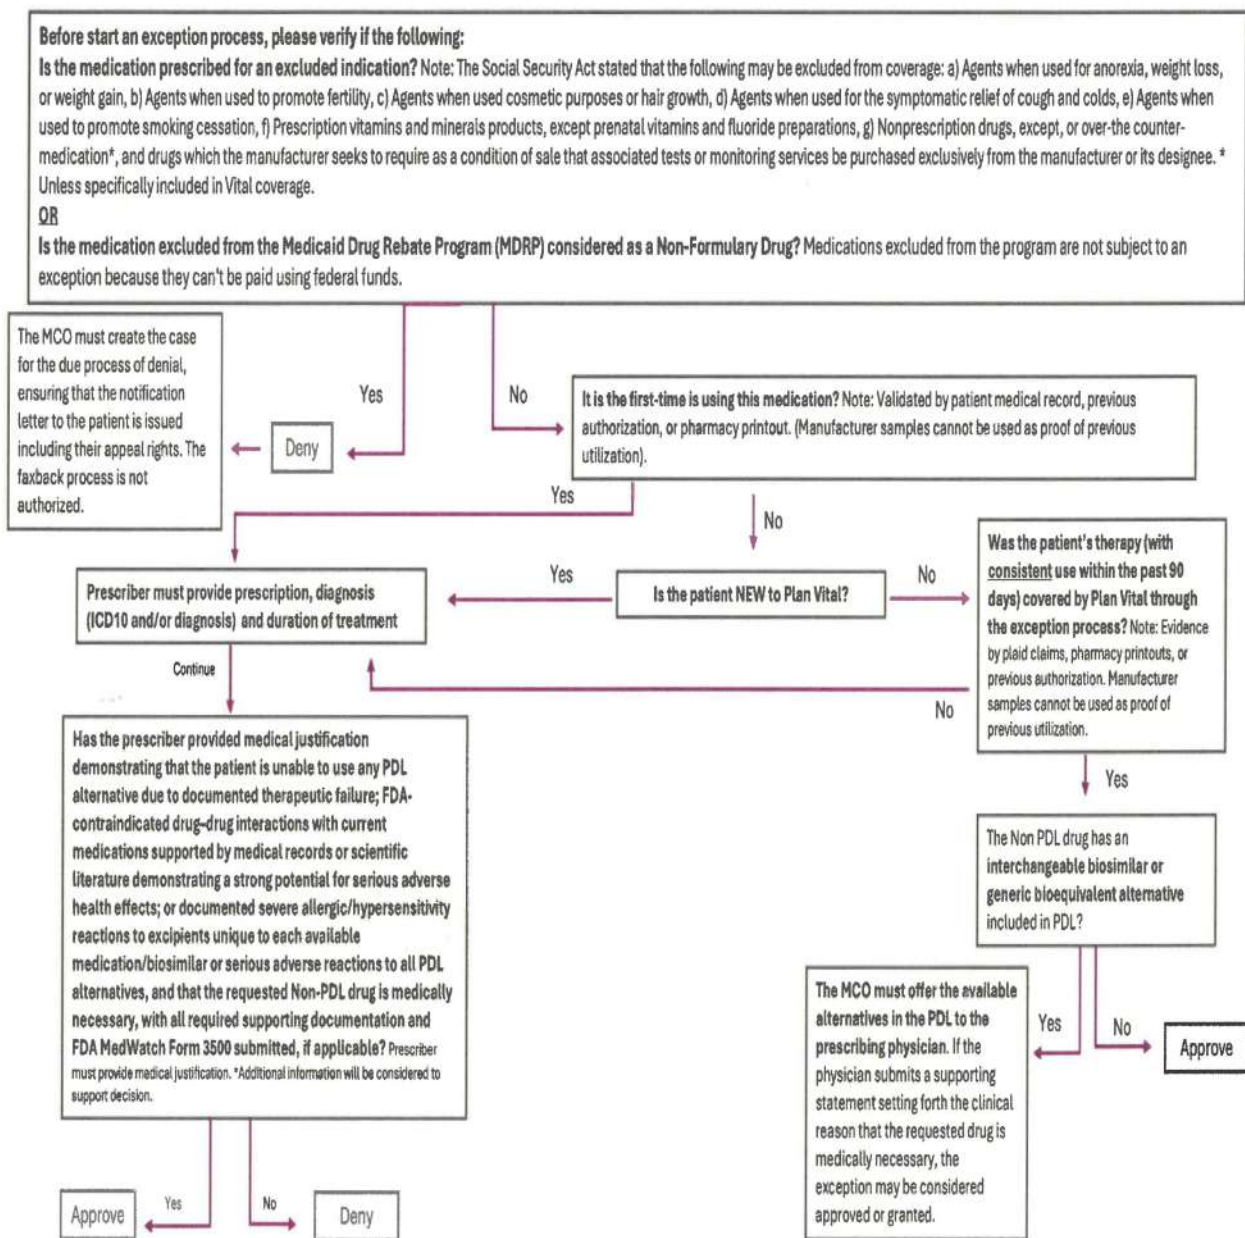 Before start an exception process, please verify if the following:
Is the medication prescribed for an excluded indication? Note: The Social Security Act stated that the following may be excluded from coverage: a) Agents when used for anorexia, weight loss,
or weight gain, b) Agents when used to promote fertility, c) Agents when used cosmetic purposes or hair growth, d) Agents when used for the symptomatic relief of cough and colds, e) Agents when
used to promote smoking cessation, f) Prescription vitamins and minerals products, except prenatal vitamins and fluoride preparations, g) Nonprescription drugs, except, or over-the counter-
medication*, and drugs which the manufacturer seeks to require as a condition of sale that associated tests or monitoring services be purchased exclusively from the manufacturer or its designee. *
Unless specifically included in Vital coverage.
OR
Is the medication excluded from the Medicaid Drug Rebate Program (MDRP) considered as a Non-Formulary Drug? Medications excluded from the program are not subject to an
exception because they can't be paid using federal funds.
The MCO must create the case
for the due process of denial,
ensuring that the notification
letter to the patient is issued
including their appeal rights. The
faxback process is not
authorized.
Yes
Deny
No
It is the first-time is using this medication? Note: Validated by patient medical record, previous
authorization, or pharmacy printout. (Manufacturer samples cannot be used as proof of previous
utilization).
Yes
No
Prescriber must provide prescription, diagnosis
(ICD10 and/or diagnosis) and duration of treatment
Yes
Is the patient NEW to Plan Vital?
No
Was the patient's therapy (with
consistent use within the past 90
days) covered by Plan Vital through
the exception process? Note: Evidence
by plaid claims, pharmacy printouts, or
previous authorization. Manufacturer
samples cannot be used as proof of
previous utilization.
Continue
No
Yes
Has the prescriber provided medical justification
demonstrating that the patient is unable to use any PDL
alternative due to documented therapeutic failure; FDA-
contraindicated drug–drug interactions with current
medications supported by medical records or scientific
literature demonstrating a strong potential for serious adverse
health effects; or documented severe allergic/hypersensitivity
reactions to excipients unique to each available
medication/biosimilar or serious adverse reactions to all PDL
alternatives, and that the requested Non-PDL drug is medically
necessary, with all required supporting documentation and
FDA MedWatch Form 3500 submitted, if applicable? Prescriber
must provide medical justification. *Additional information will be considered to
support decision.
The Non PDL drug has an
interchangeable biosimilar or
generic bioequivalent alternative
included in PDL?
The MCO must offer the available
alternatives in the PDL to the
prescribing physician. If the
physician submits a supporting
statement setting forth the clinical
reason that the requested drug is
medically necessary, the
exception may be considered
approved or granted.
Yes
No
Approve
Approve
Yes
No
Deny